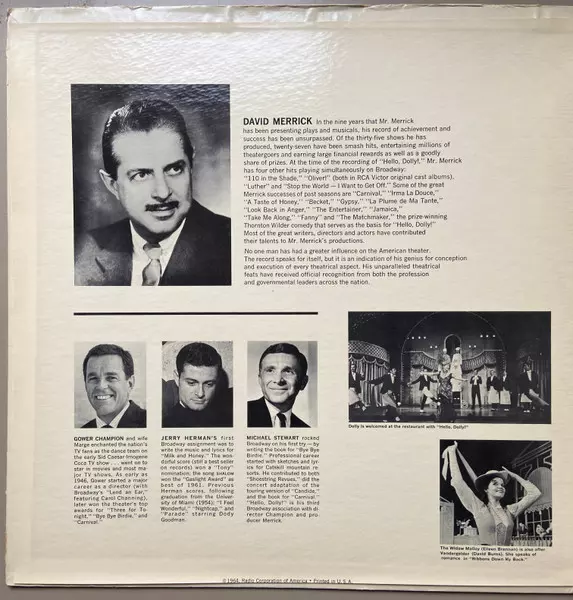 DAVID MERRICK In the nine years that Mr. Merrick
has been presenting plays and musicals, his record of achievement and
success has been unsurpassed. Of the thirty-five shows he has
produced, twenty-seven have been smash hits, entertaining millions of
theatergoers and earning large financial rewards as well as a goodly
share of prizes. At the time of the recording of "Hello, Dolly!," Mr. Merrick
has four other hits playing simultaneously on Broadway:
"110 in the Shade," "Oliver!" (both in RCA Victor original cast albums),
"Luther" and "Stop the World — I Want to Get Off." Some of the great
Merrick successes of past seasons are "Carnival," "Irma La Douce,"
"A Taste of Honey," "Becket," "Gypsy," "La Plume de Ma Tante,"
"Look Back in Anger," "The Entertainer," "Jamaica,"
"Take Me Along," "Fanny" and "The Matchmaker," the prize-winning
Thornton Wilder comedy that serves as the basis for "Hello, Dolly!"
Most of the great writers, directors and actors have contributed
their talents to Mr. Merrick's productions.
No one man has had a greater influence on the American theater.
The record speaks for itself, but it is an indication of his genius for conception
and execution of every theatrical aspect. His unparalleled theatrical
feats have received official recognition from both the profession
and governmental leaders across the nation.
Dolly is welcomed at the restaurant with "Hello, Dolly!"
GOWER CHAMPION and wife
Marge enchanted the nation's
TV fans as the dance team on
the early Sid Caesar Imogene
Coca TV show . . . went on to
star in movies and most ma-
jor TV shows. As early as
1946, Gower started a major
career as a director (with
Broadway's "Lend an Ear,"
featuring Carol Channing),
later won the theater's top
awards for "Three for To-
night," "Bye Bye Birdie," and
"Carnival."
JERRY HERMAN'S first
Broadway assignment was to
write the music and lyrics for
"Milk and Honey." The won-
derful score (still a best seller
on records) won a "Tony"
nomination; the song SHALOM
won the "Gaslight Award" as
best of 1961. Previous
Herman scores, following
graduation from the Univer-
sity of Miami (1954), "I Feel
Wonderful," "Nightcap," and
"Parade" starring Dody
Goodman.
MICHAEL STEWART rocked
Broadway on his first try — by
writing the book for "Bye Bye
Birdie." Professional career
started with sketches and lyr-
ics for Catskill mountain re-
sorts. He contributed to both
"Shoestring Revues," did the
concert adaptation of the
touring version of "Candide,"
and the book for "Carnival."
"Hello, Dolly!" is his third
Broadway association with di-
rector Champion and pro-
ducer Merrick.
The Widow Molloy (Eileen Brennan) is also after
Vandergelder (David Burns). She speaks of
romance in "Ribbons Down My Back."
© 1964, Radio Corporation of America • Printed in U. S. A.